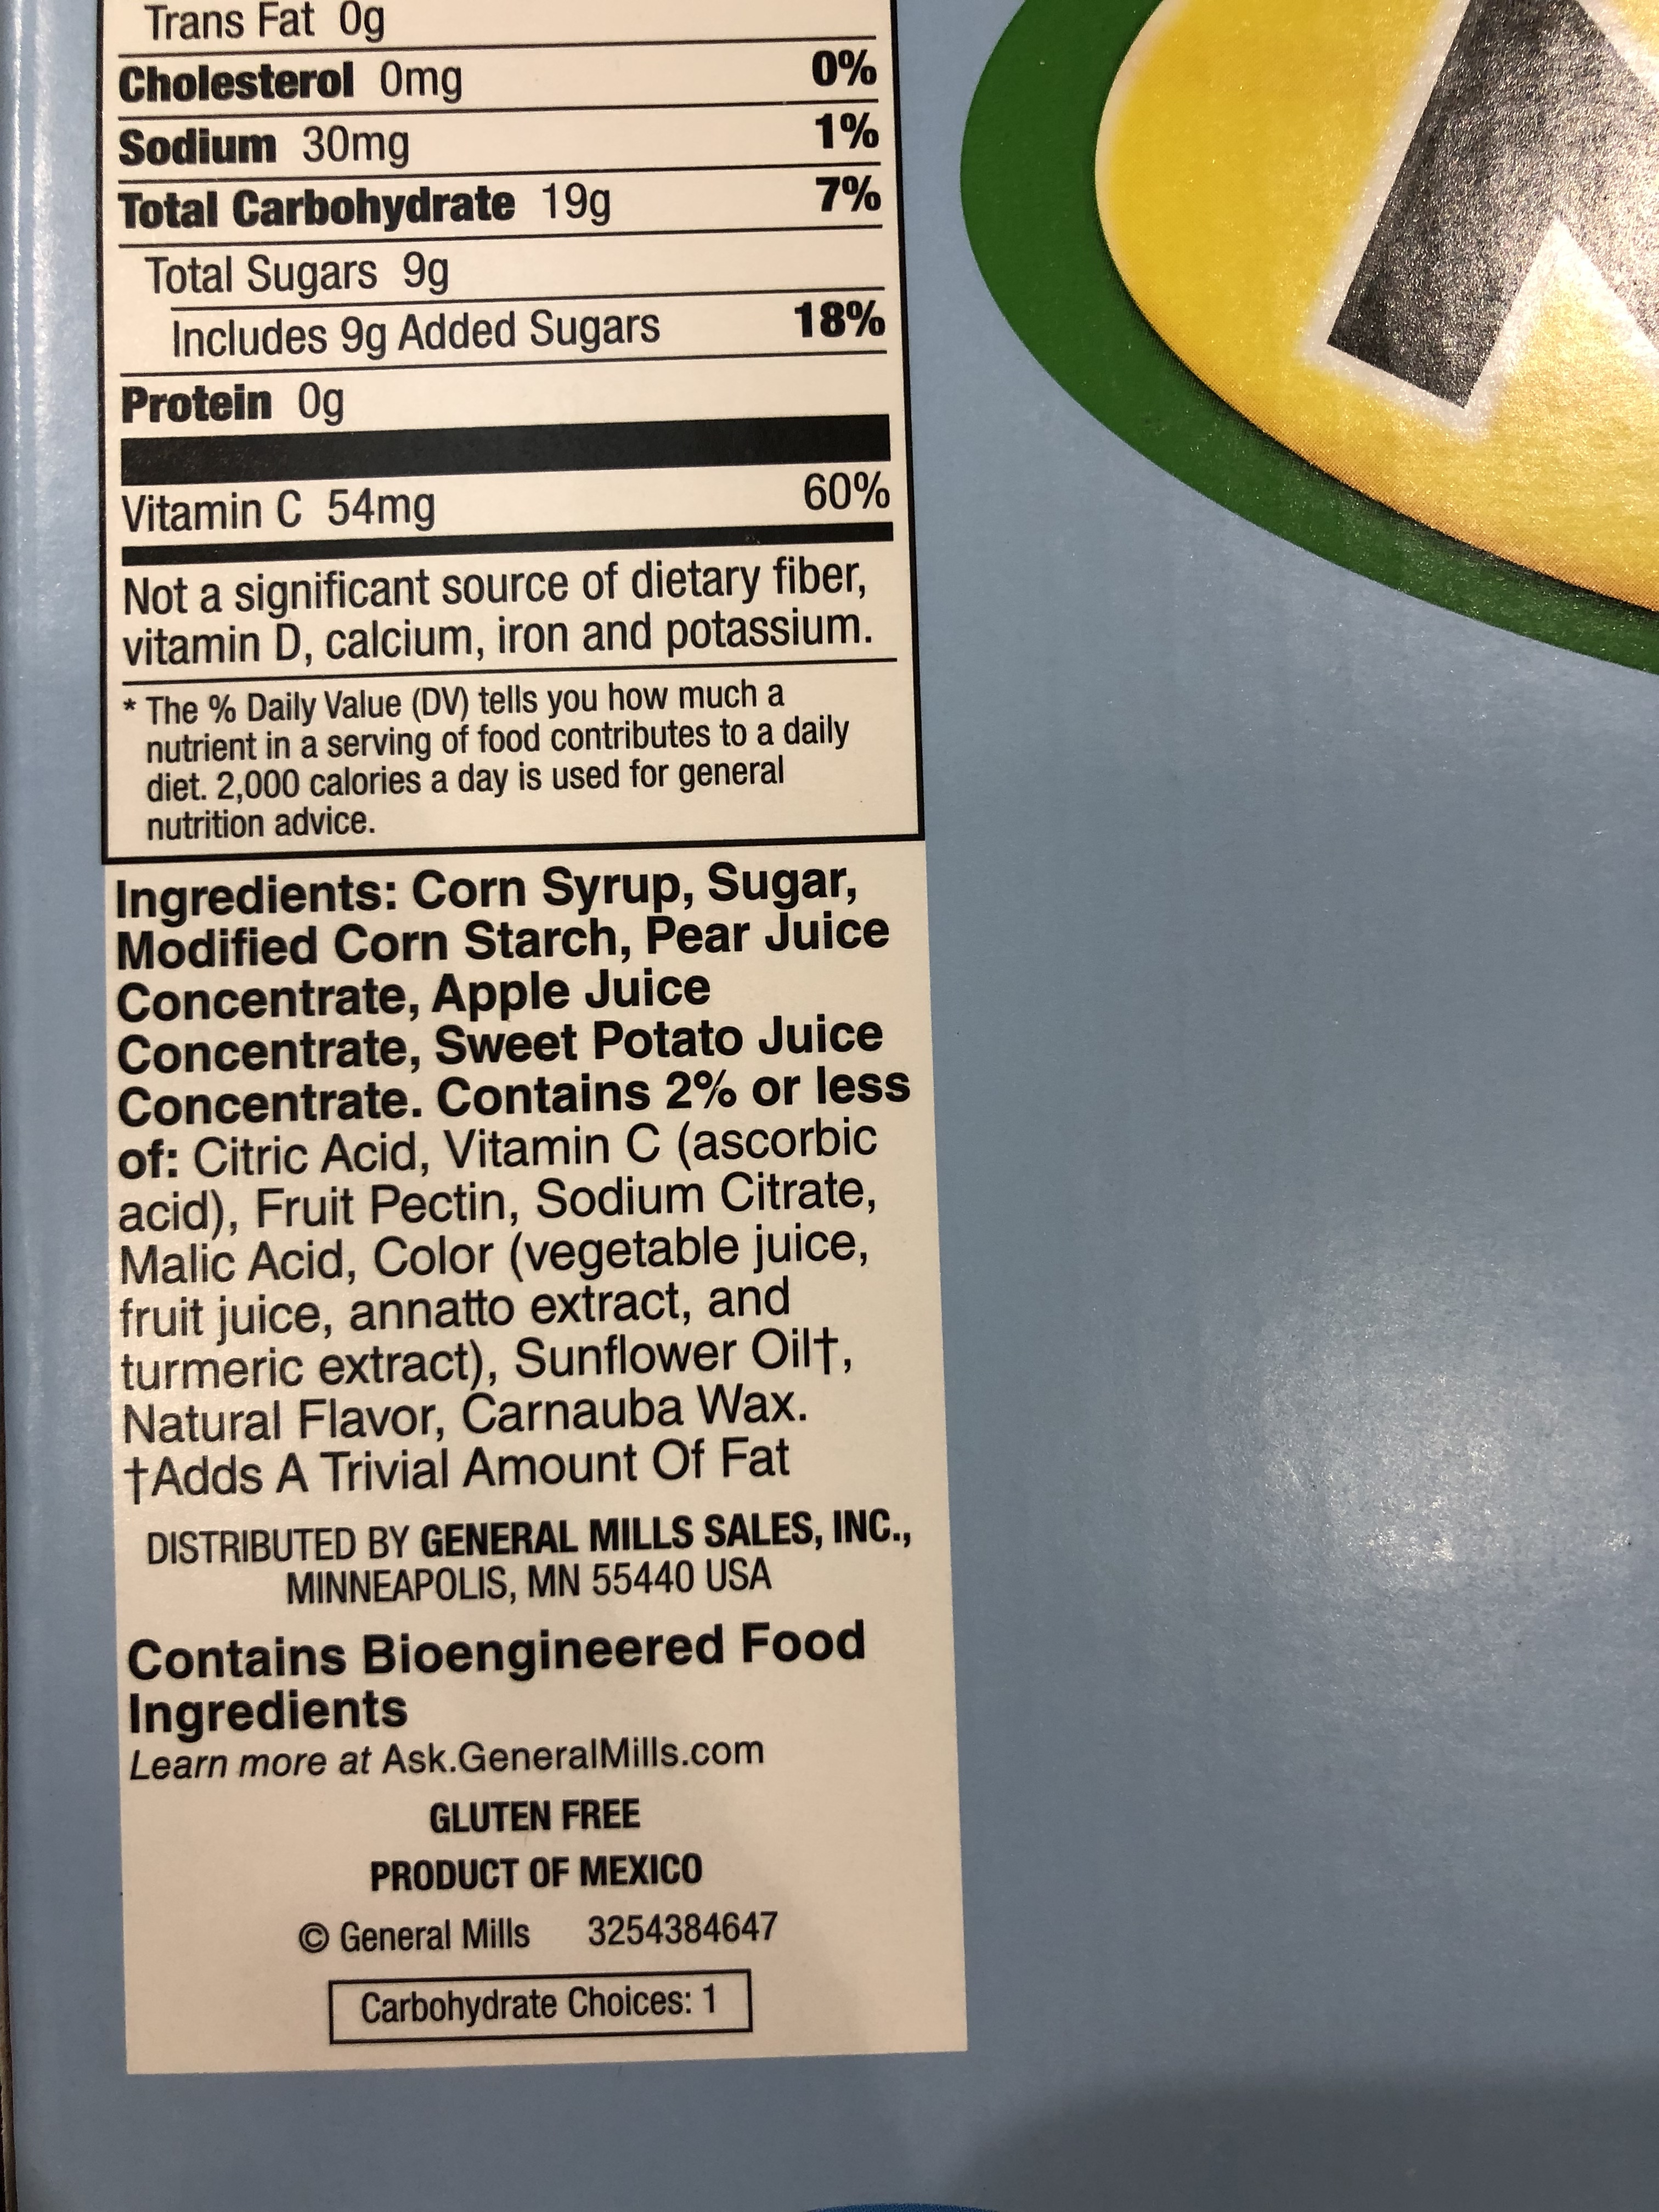 Trans Fat 0g
Cholesterol 0mg 0%
Sodium 30mg 1%
Total Carbohydrate 19g 7%
Total Sugars 9g
Includes 9g Added Sugars 18%
Protein 0g
Vitamin C 54mg 60%
Not a significant source of dietary fiber,
vitamin D, calcium, iron and potassium.
* The % Daily Value (DV) tells you how much a
nutrient in a serving of food contributes to a daily
diet. 2,000 calories a day is used for general
nutrition advice.
Ingredients: Corn Syrup, Sugar,
Modified Corn Starch, Pear Juice
Concentrate, Apple Juice
Concentrate, Sweet Potato Juice
Concentrate. Contains 2% or less
of: Citric Acid, Vitamin C (ascorbic
acid), Fruit Pectin, Sodium Citrate,
Malic Acid, Color (vegetable juice,
fruit juice, annatto extract, and
turmeric extract), Sunflower Oil†,
Natural Flavor, Carnauba Wax.
†Adds A Trivial Amount Of Fat
DISTRIBUTED BY GENERAL MILLS SALES, INC.,
MINNEAPOLIS, MN 55440 USA
Contains Bioengineered Food
Ingredients
Learn more at Ask.GeneralMills.com
GLUTEN FREE
PRODUCT OF MEXICO
© General Mills 3254384647
Carbohydrate Choices: 1